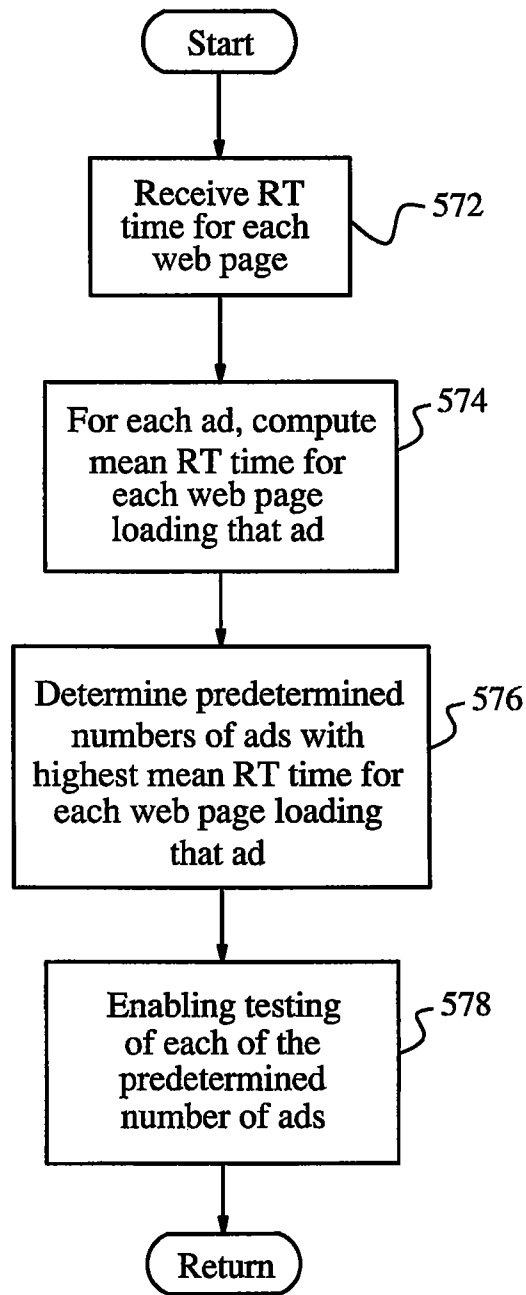 Start
Receive RT
time for each
web page
572
For each ad, compute
mean RT time for
each web page
loading that ad
574
Determine predetermined
numbers of ads with
highest mean RT time for
each web page loading
that ad
576
Enabling testing
of each of the
predetermined
number of ads
578
Return